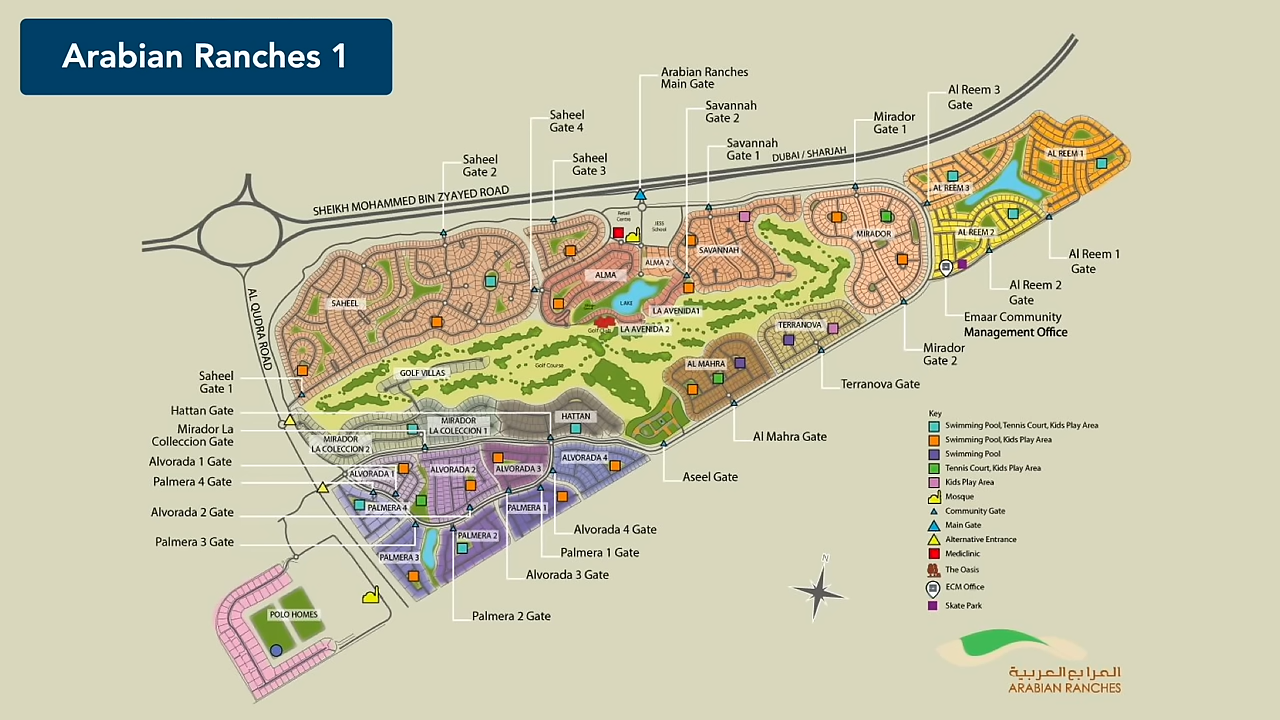 Arabian Ranches 1
Arabian Ranches
Main Gate
Al Reem 3
Gate
Savannah
Gate 2
Saheel
Gate 4
Mirador
Gate 1
Savannah
Gate 1
Saheel
Gate 2
Saheel
Gate 3
DUBAI / SHARJAH
SHEIKH MOHAMMED BIN ZYAYED ROAD
AL REEM 1
AL REEM 3
Retail
Centre
JESS
School
AL REEM 2
MIRADOR
SAVANNAH
ALMA 2
ALMA
Al Reem 1
Gate
Al Reem 2
Gate
SAHEEL
LAKE
LA AVENIDA1
Emaar Community
Management Office
AL QUDRA ROAD
Golf Club
LA AVENIDA 2
TERRANOVA
Mirador
Gate 2
Golf Course
AL MAHRA
GOLF VILLAS
Saheel
Gate 1
Terranova Gate
Hattan Gate
HATTAN
Mirador La
Colleccion Gate
MIRADOR
LA COLECCION 1
MIRADOR
LA COLECCION 2
Al Mahra Gate
Alvorada 1 Gate
ALVORADA 4
ALVORADA 1
ALVORADA 2
ALVORADA 3
Aseel Gate
Palmera 4 Gate
PALMERA 4
PALMERA 1
Alvorada 2 Gate
Alvorada 4 Gate
PALMERA 2
Palmera 3 Gate
Palmera 1 Gate
PALMERA 3
Alvorada 3 Gate
Palmera 2 Gate
POLO HOMES
N
Key
Swimming Pool, Tennis Court, Kids Play Area
Swimming Pool, Kids Play Area
Swimming Pool
Tennis Court, Kids Play Area
Kids Play Area
Mosque
Community Gate
Main Gate
Alternative Entrance
Mediclinic
The Oasis
ECM Office
Skate Park
المرابع العربية
ARABIAN RANCHES